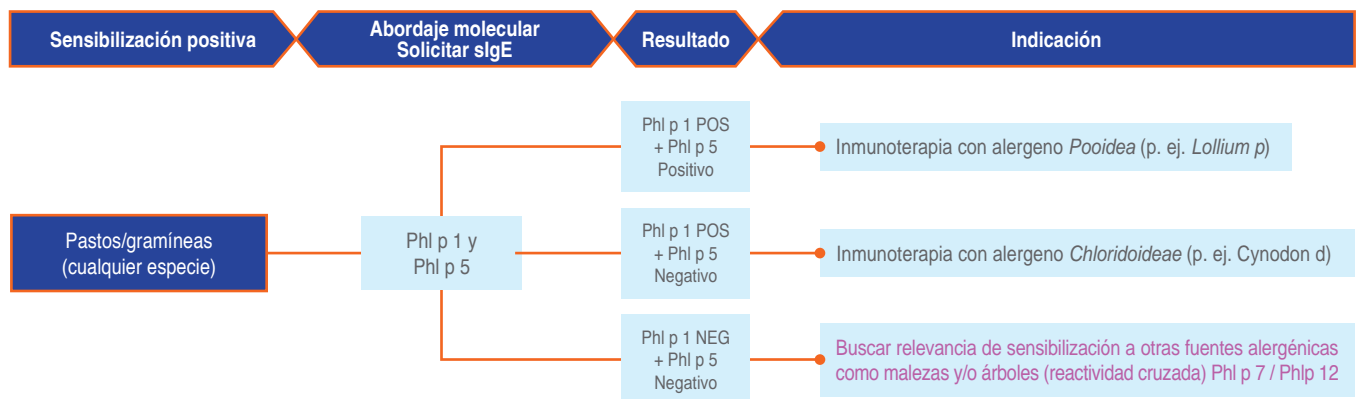 Sensibilización positiva
Abordaje molecular
Solicitar sIgE
Resultado
Indicación
Pastos/gramíneas
(cualquier especie)
Phl p 1 y
Phl p 5
Phl p 1 POS
+ Phl p 5
Positivo
Inmunoterapia con alergeno Pooidea (p. ej. Lollium p)
Phl p 1 POS
+ Phl p 5
Negativo
Inmunoterapia con alergeno Chloridoideae (p. ej. Cynodon d)
Phl p 1 NEG
+ Phl p 5
Negativo
Buscar relevancia de sensibilización a otras fuentes alergénicas
como malezas y/o árboles (reactividad cruzada) Phl p 7 / Phlp 12